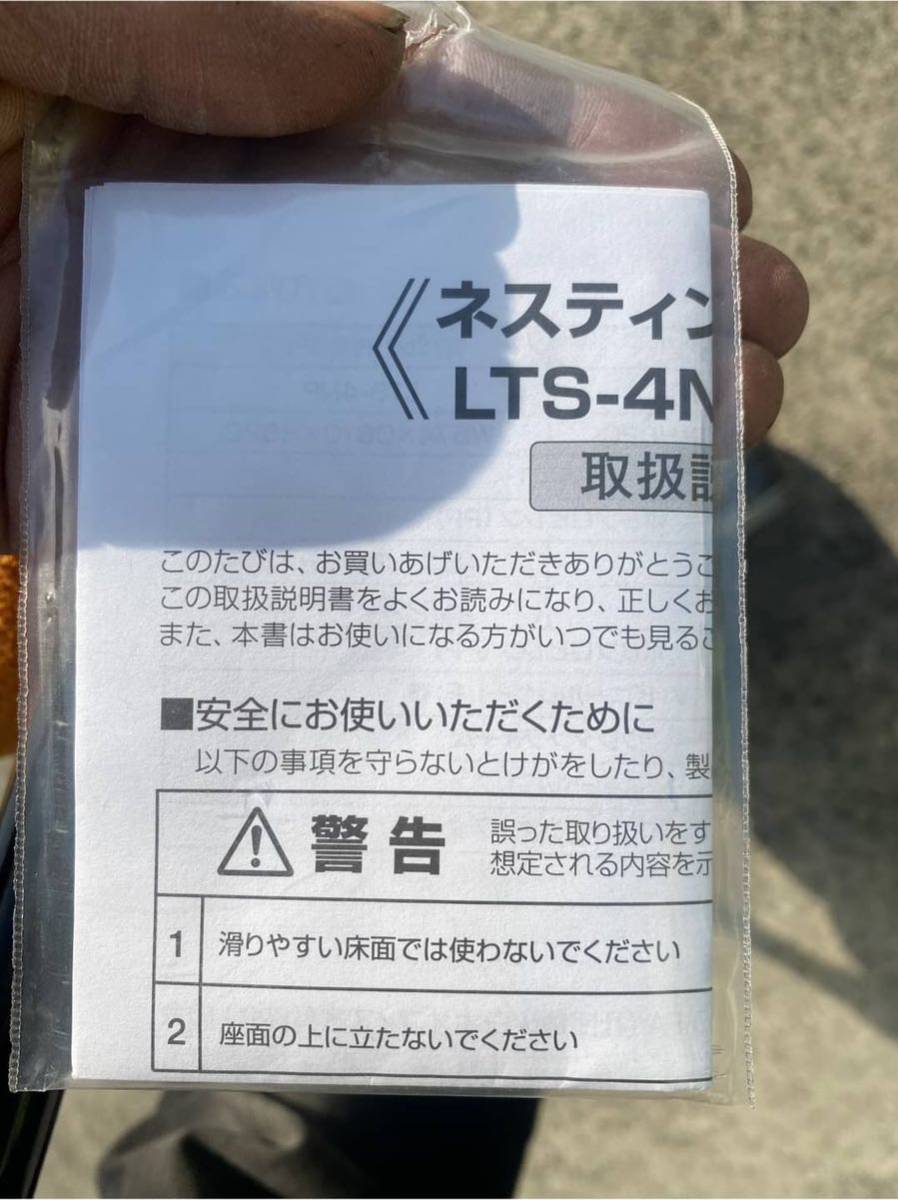 《ネスティン
LTS-4N
取扱説
このたびは、お買いあげいただきありがとうご
この取扱説明書をよくお読みになり、正しくお
また、本書はお使いになる方がいつでも見るこ
■安全にお使いいただくために
以下の事項を守らないとけがをしたり、製
警告
誤った取り扱いをす
想定される内容を示
1 滑りやすい床面では使わないでください
2 座面の上に立たないでください